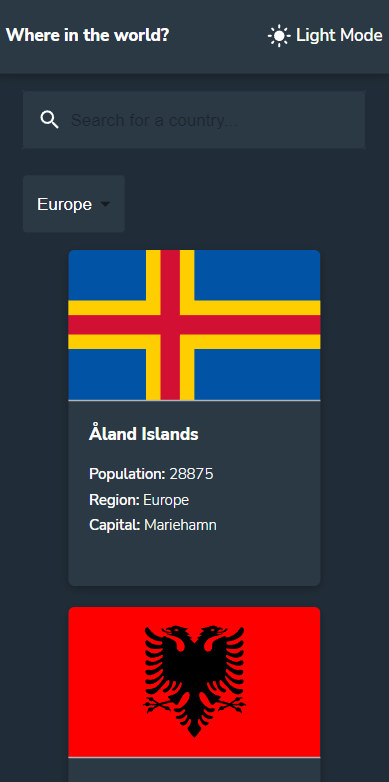 Where in the world?
Light Mode
Search for a country...
Europe
Åland Islands
Population: 28875
Region: Europe
Capital: Mariehamn